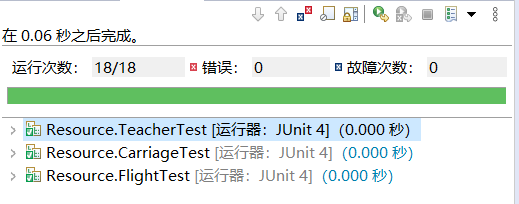 在 0.06 秒之后完成。
运行次数： 18/18 错误： 0 故障次数： 0
Resource.TeacherTest [运行器：JUnit 4] (0.000 秒)
Resource.CarriageTest [运行器：JUnit 4] (0.000 秒)
Resource.FlightTest [运行器：JUnit 4] (0.000 秒)